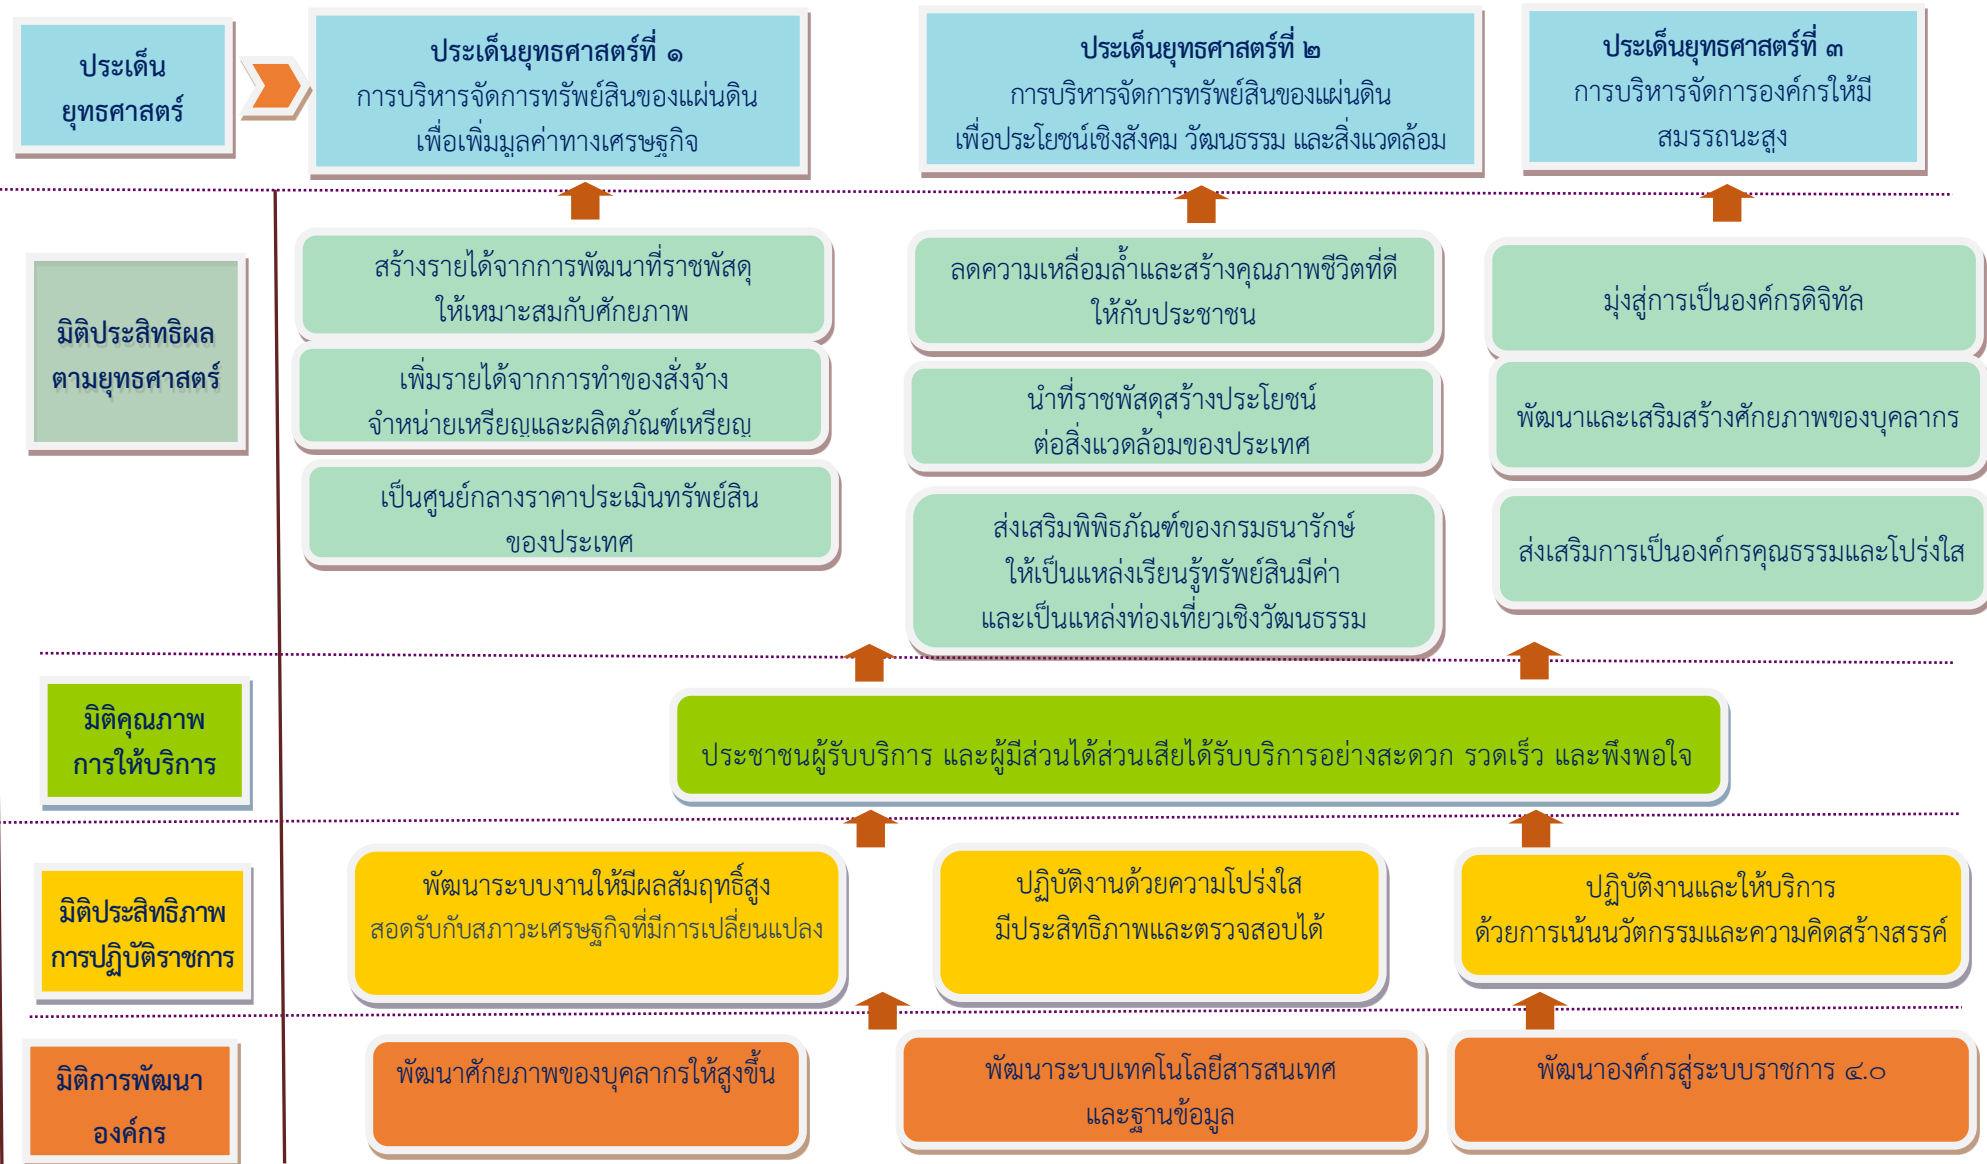 ประเด็น
ยุทธศาสตร์
ประเด็นยุทธศาสตร์ที่ ๑
การบริหารจัดการทรัพย์สินของแผ่นดิน
เพื่อเพิ่มมูลค่าทางเศรษฐกิจ
ประเด็นยุทธศาสตร์ที่ ๒
การบริหารจัดการทรัพย์สินของแผ่นดิน
เพื่อประโยชน์เชิงสังคม วัฒนธรรม และสิ่งแวดล้อม
ประเด็นยุทธศาสตร์ที่ ๓
การบริหารจัดการองค์กรให้มี
สมรรถนะสูง
มิติประสิทธิผล
ตามยุทธศาสตร์
สร้างรายได้จากการพัฒนาที่ราชพัสดุ
ให้เหมาะสมกับศักยภาพ
เพิ่มรายได้จากการทำของสั่งจ้าง
จำหน่ายเหรียญและผลิตภัณฑ์เหรียญ
เป็นศูนย์กลางราคาประเมินทรัพย์สิน
ของประเทศ
ลดความเหลื่อมล้ำและสร้างคุณภาพชีวิตที่ดี
ให้กับประชาชน
นำที่ราชพัสดุสร้างประโยชน์
ต่อสิ่งแวดล้อมของประเทศ
ส่งเสริมพิพิธภัณฑ์ของกรมธนารักษ์
ให้เป็นแหล่งเรียนรู้ทรัพย์สินมีค่า
และเป็นแหล่งท่องเที่ยวเชิงวัฒนธรรม
มุ่งสู่การเป็นองค์กรดิจิทัล
พัฒนาและเสริมสร้างศักยภาพของบุคลากร
ส่งเสริมการเป็นองค์กรคุณธรรมและโปร่งใส
มิติคุณภาพ
การให้บริการ
ประชาชนผู้รับบริการ และผู้มีส่วนได้ส่วนเสียได้รับบริการอย่างสะดวก รวดเร็ว และพึงพอใจ
มิติประสิทธิภาพ
การปฏิบัติราชการ
พัฒนาระบบงานให้มีผลสัมฤทธิ์สูง
สอดรับกับสภาวะเศรษฐกิจที่มีการเปลี่ยนแปลง
ปฏิบัติงานด้วยความโปร่งใส
มีประสิทธิภาพและตรวจสอบได้
ปฏิบัติงานและให้บริการ
ด้วยการเน้นนวัตกรรมและความคิดสร้างสรรค์
มิติการพัฒนา
องค์กร
พัฒนาศักยภาพของบุคลากรให้สูงขึ้น
พัฒนาระบบเทคโนโลยีสารสนเทศ
และฐานข้อมูล
พัฒนาองค์กรสู่ระบบราชการ ๔.๐